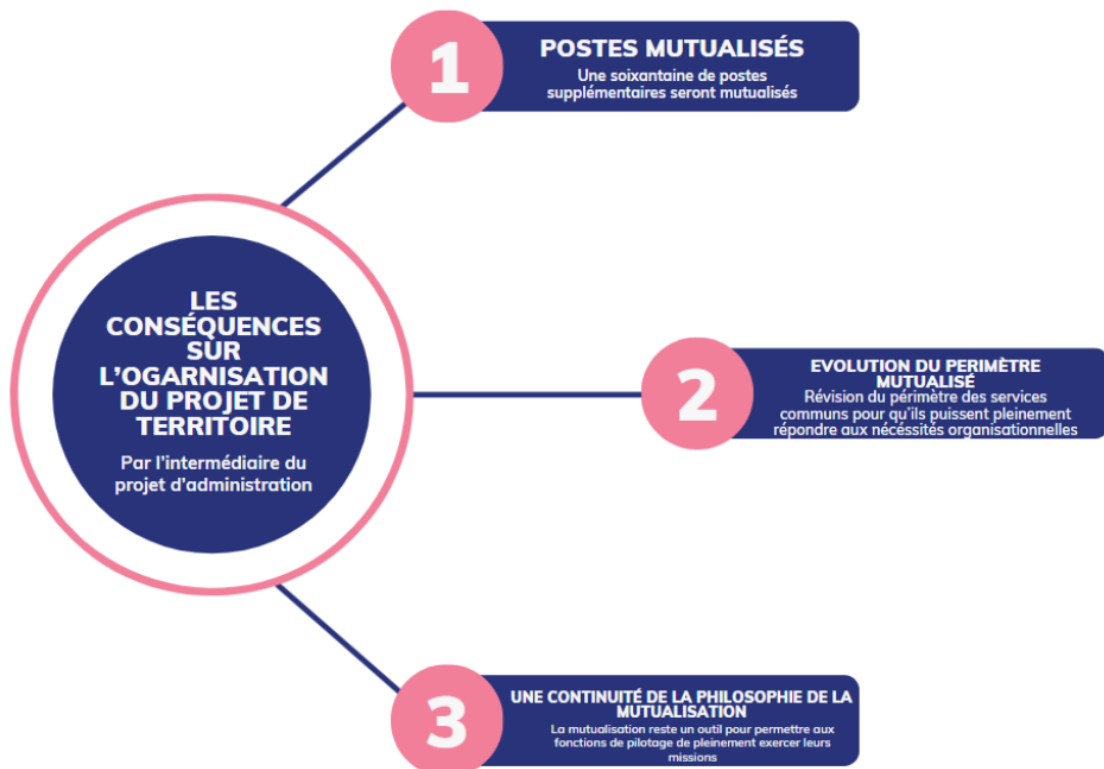 1
POSTES MUTUALISÉS
Une soixantaine de postes
supplémentaires seront mutualisés
LES
CONSÉQUENCES
SUR
L’OGARNISATION
DU PROJET DE
TERRITOIRE
Par l’intermédiaire du
projet d’administration
2
EVOLUTION DU PERIMÈTRE
MUTUALISÉ
Révision du périmètre des services
communs pour qu’ils puissent pleinement
répondre aux nécéssités organisationnelles
3
UNE CONTINUITÉ DE LA PHILOSOPHIE DE LA
MUTUALISATION
La mutualisation reste un outil pour permettre aux
fonctions de pilotage de pleinement exercer leurs
missions